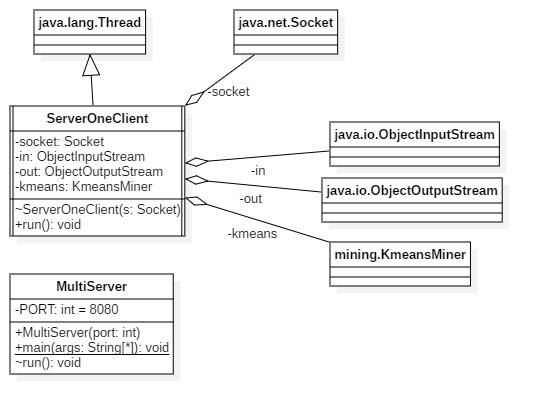 java.lang.Thread
java.net.Socket
-socket
ServerOneClient
-socket: Socket
-in: ObjectInputStream
-out: ObjectOutputStream
-kmeans: KmeansMiner
~ServerOneClient(s: Socket)
+run(): void
java.io.ObjectInputStream
-in
java.io.ObjectOutputStream
-out
-kmeans
mining.KmeansMiner
MultiServer
-PORT: int = 8080
+MultiServer(port: int)
+main(args: String[*]): void
~run(): void